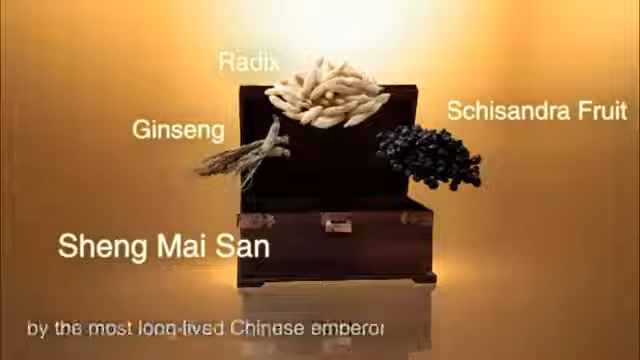 Radix
Schisandra Fruit
Ginseng
Sheng Mai San
by the most long-lived Chinese emperor